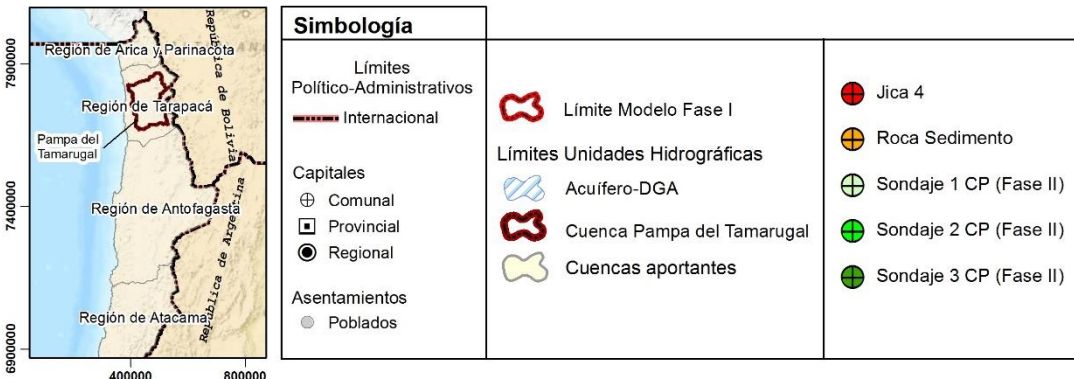 7900000
7400000
6900000
400000
800000
Región de Arica y Parinacota
República de Bolivia
Región de Tarapacá
Pampa del
Tamarugal
Región de Antofagasta
República de Argentina
Región de Atacama
Simbología
Límites
Político-Administrativos
Internacional
Capitales
Comunal
Provincial
Regional
Asentamientos
Poblados
Límite Modelo Fase I
Límites Unidades Hidrográficas
Acuífero-DGA
Cuenca Pampa del Tamarugal
Cuencas aportantes
Jica 4
Roca Sedimento
Sondaje 1 CP (Fase II)
Sondaje 2 CP (Fase II)
Sondaje 3 CP (Fase II)